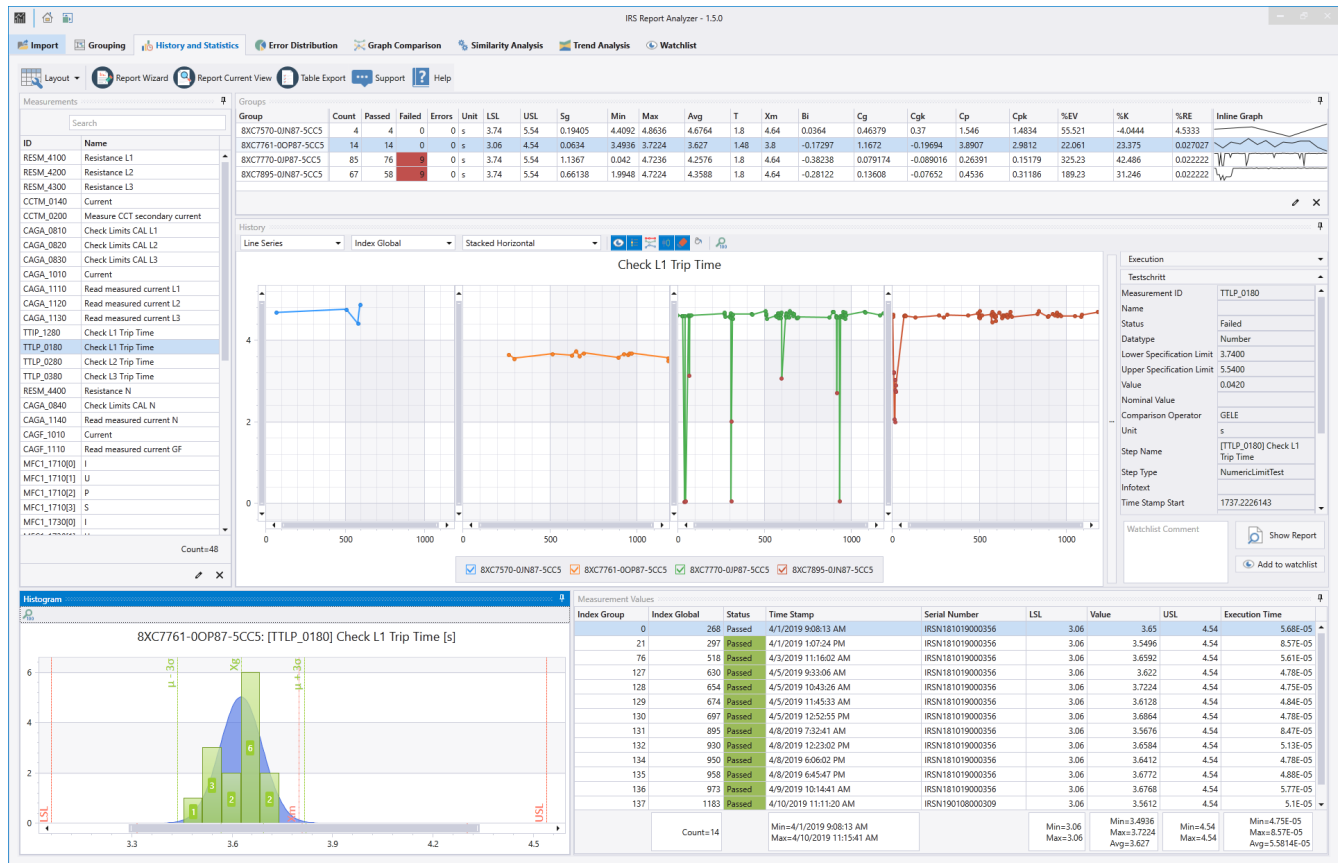 IRS Report Analyzer - 1.5.0
Import Grouping History and Statistics Error Distribution Graph Comparison Similarity Analysis Trend Analysis Watchlist
Layout Report Wizard Report Current View Table Export Support Help
Measurements
Search
ID Name
RESM_4100 Resistance L1
RESM_4200 Resistance L2
RESM_4300 Resistance L3
CCTM_0140 Current
CCTM_0200 Measure CCT secondary current
CAGA_0810 Check Limits CAL L1
CAGA_0820 Check Limits CAL L2
CAGA_0830 Check Limits CAL L3
CAGA_1010 Current
CAGA_1110 Read measured current L1
CAGA_1120 Read measured current L2
CAGA_1130 Read measured current L3
TTIP_1280 Check L1 Trip Time
TTLP_0180 Check L1 Trip Time
TTLP_0280 Check L2 Trip Time
TTLP_0380 Check L3 Trip Time
RESM_4400 Resistance N
CAGA_0840 Check Limits CAL N
CAGA_1140 Read measured current N
CAGF_1010 Current
CAGF_1110 Read measured current GF
MFC1_1710[0] I
MFC1_1710[1] U
MFC1_1710[2] P
MFC1_1710[3] S
MFC1_1730[0] I
Count=48
Groups
Group Count Passed Failed Errors Unit LSL USL Sg Min Max Avg T Xm Bi Cg Cgk Cp Cpk %EV %K %RE Inline Graph
8XC7570-0JN87-5CC5 4 4 0 0 s 3.74 5.54 0.19405 4.4092 4.8636 4.6764 1.8 4.64 0.0364 0.46379 0.37 1.546 1.4834 55.521 -4.0444 4.5333
8XC7761-0OP87-5CC5 14 14 0 0 s 3.06 4.54 0.0634 3.4936 3.7224 3.627 1.48 3.8 -0.17297 1.1672 -0.19694 3.8907 2.9812 22.061 23.375 0.027027
8XC7770-0JP87-5CC5 85 76 9 0 s 3.74 5.54 1.1367 0.042 4.7236 4.2576 1.8 4.64 -0.38238 0.079174 -0.089016 0.26391 0.15179 325.23 42.486 0.022222
8XC7895-0JN87-5CC5 67 58 9 0 s 3.74 5.54 0.66138 1.9948 4.7224 4.3588 1.8 4.64 -0.28122 0.13608 -0.07652 0.4536 0.31186 189.23 31.246 0.022222
History
Line Series Index Global Stacked Horizontal
Check L1 Trip Time
4
2
0
0 500 1000 0 500 1000 0 500 1000 0 500 1000
8XC7570-0JN87-5CC5 8XC7761-0OP87-5CC5 8XC7770-0JP87-5CC5 8XC7895-0JN87-5CC5
Execution
Testschritt
Measurement ID TTLP_0180
Name
Status Failed
Datatype Number
Lower Specification Limit 3.7400
Upper Specification Limit 5.5400
Value 0.0420
Nominal Value
Comparison Operator GELE
Unit s
Step Name [TTLP_0180] Check L1
Trip Time
Step Type NumericLimitTest
Infotext
Time Stamp Start 1737.2226143
Watchlist Comment
Show Report
Add to watchlist
Histogram
8XC7761-0OP87-5CC5: [TTLP_0180] Check L1 Trip Time [s]
LSL μ - 3σ Xg μ + 3σ USL
6
4
2
0
1 3 2 6 2
3.3 3.6 3.9 4.2 4.5
Measurement Values
Index Group Index Global Status Time Stamp Serial Number LSL Value USL Execution Time
0 268 Passed 4/1/2019 9:08:13 AM IRSN181019000356 3.06 3.65 4.54 5.68E-05
21 297 Passed 4/1/2019 1:07:24 PM IRSN181019000356 3.06 3.5496 4.54 8.57E-05
76 518 Passed 4/3/2019 11:16:02 AM IRSN181019000356 3.06 3.6592 4.54 5.61E-05
127 630 Passed 4/5/2019 9:33:06 AM IRSN181019000356 3.06 3.622 4.54 4.78E-05
128 654 Passed 4/5/2019 10:43:26 AM IRSN181019000356 3.06 3.7224 4.54 4.75E-05
129 674 Passed 4/5/2019 11:45:33 AM IRSN181019000356 3.06 3.6128 4.54 4.84E-05
130 697 Passed 4/5/2019 12:52:55 PM IRSN181019000356 3.06 3.6864 4.54 4.78E-05
131 895 Passed 4/8/2019 7:32:41 AM IRSN181019000356 3.06 3.5676 4.54 8.47E-05
132 930 Passed 4/8/2019 12:23:02 PM IRSN181019000356 3.06 3.6584 4.54 5.13E-05
134 950 Passed 4/8/2019 6:06:02 PM IRSN181019000356 3.06 3.6412 4.54 4.78E-05
135 958 Passed 4/8/2019 6:45:47 PM IRSN181019000356 3.06 3.6772 4.54 4.88E-05
136 973 Passed 4/9/2019 10:14:41 AM IRSN181019000356 3.06 3.6768 4.54 5.77E-05
137 1183 Passed 4/10/2019 11:11:20 AM IRSN190108000309 3.06 3.5612 4.54 5.1E-05
Count=14
Min=4/1/2019 9:08:13 AM
Max=4/10/2019 11:15:41 AM
Min=3.06
Max=3.06
Min=3.4936
Max=3.7224
Avg=3.627
Min=4.54
Max=4.54
Min=4.75E-05
Max=8.57E-05
Avg=5.5814E-05